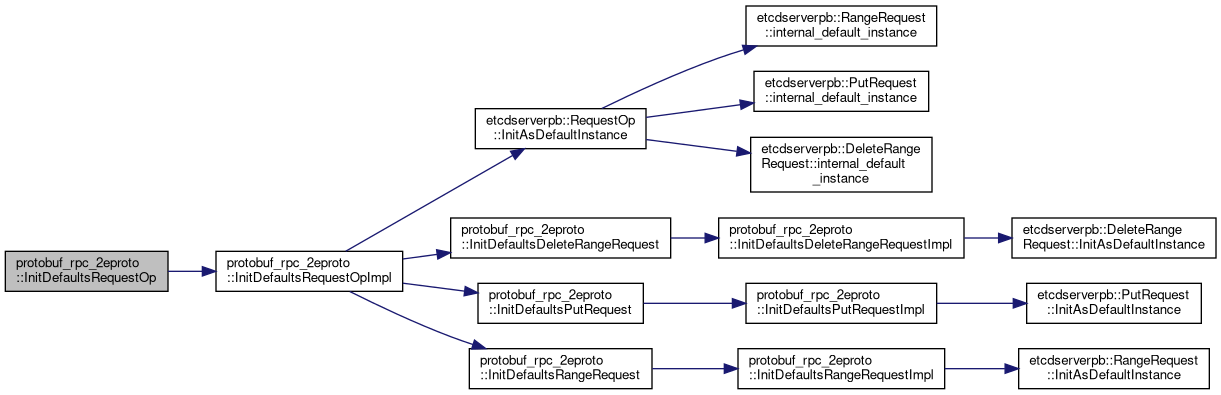 etcdserverpb::RangeRequest
::internal_default_instance
etcdserverpb::PutRequest
::internal_default_instance
etcdserverpb::RequestOp
::InitAsDefaultInstance
etcdserverpb::DeleteRange
Request::internal_default
_instance
protobuf_rpc_2eproto
::InitDefaultsDeleteRangeRequest
protobuf_rpc_2eproto
::InitDefaultsDeleteRangeRequestImpl
etcdserverpb::DeleteRange
Request::InitAsDefaultInstance
protobuf_rpc_2eproto
::InitDefaultsRequestOp
protobuf_rpc_2eproto
::InitDefaultsRequestOpImpl
protobuf_rpc_2eproto
::InitDefaultsPutRequest
protobuf_rpc_2eproto
::InitDefaultsPutRequestImpl
etcdserverpb::PutRequest
::InitAsDefaultInstance
protobuf_rpc_2eproto
::InitDefaultsRangeRequest
protobuf_rpc_2eproto
::InitDefaultsRangeRequestImpl
etcdserverpb::RangeRequest
::InitAsDefaultInstance